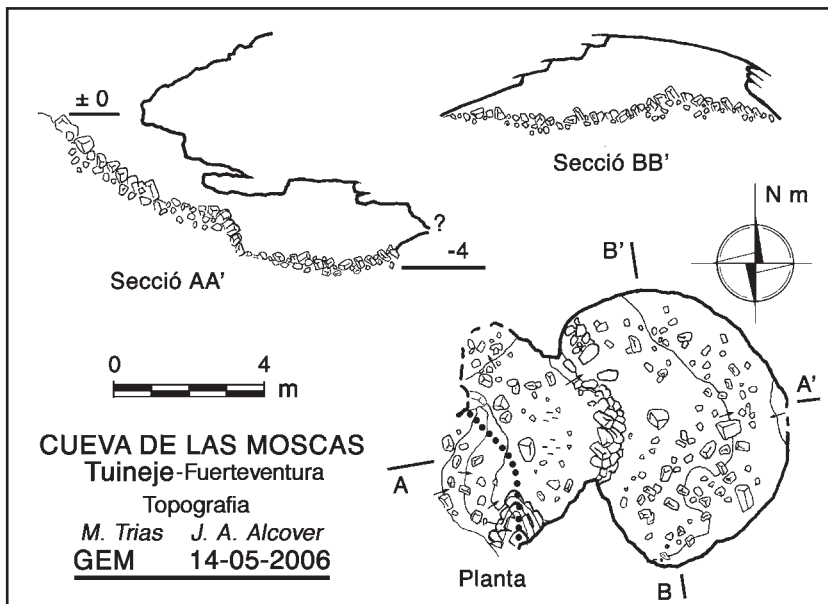 ± 0
Secció AA'
?
-4
Secció BB'
N m
B'
A'
A
B
Planta
0 4
m
CUEVA DE LAS MOSCAS
Tuineje-Fuerteventura
Topografia
M. Trias J. A. Alcover
GEM 14-05-2006